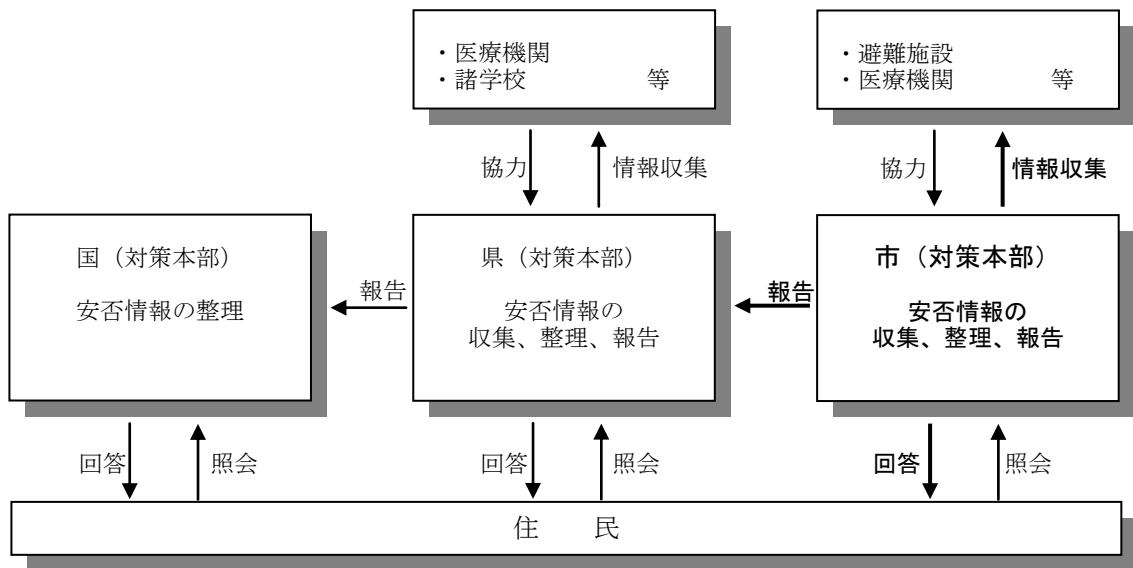 ・医療機関
・諸学校　　　　　等
・避難施設
・医療機関　　　　等
協力
情報収集
協力
情報収集
国（対策本部）
安否情報の整理
報告
県（対策本部）
安否情報の
収集、整理、報告
報告
市（対策本部）
安否情報の
収集、整理、報告
回答
照会
回答
照会
回答
照会
住　　民